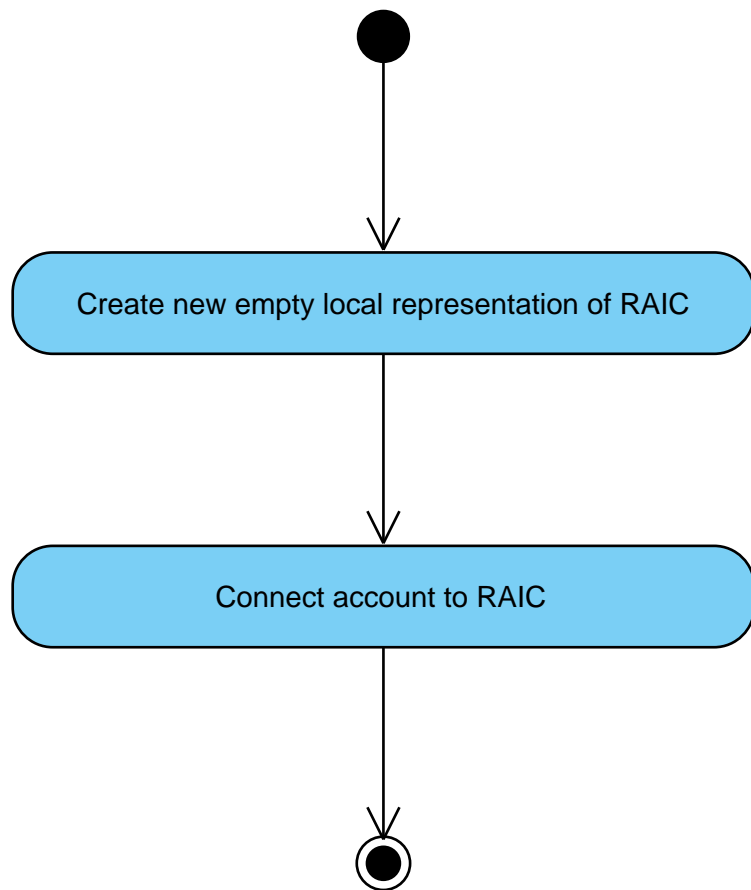 Create new empty local representation of RAIC
Connect account to RAIC